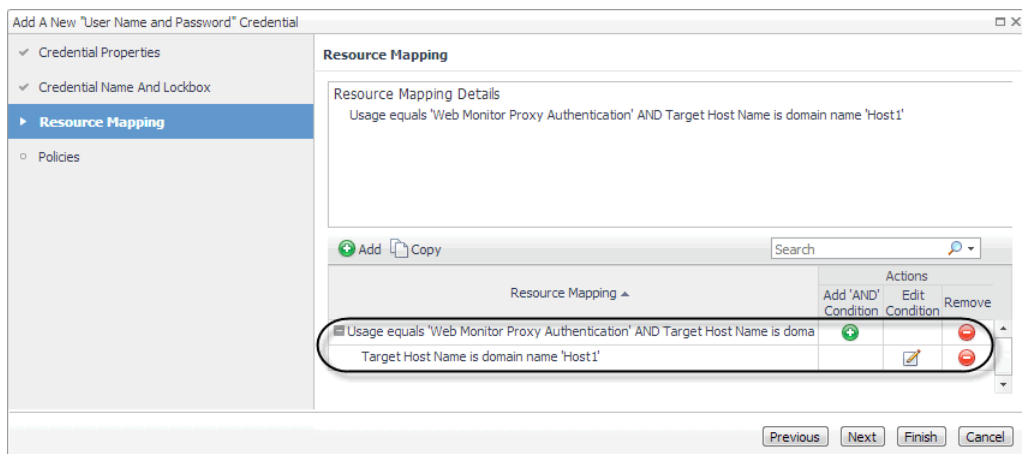 Add A New "User Name and Password" Credential
Credential Properties
Credential Name And Lockbox
Resource Mapping
Policies
Resource Mapping
Resource Mapping Details
Usage equals 'Web Monitor Proxy Authentication' AND Target Host Name is domain name 'Host1'
Add Copy Search
Resource Mapping Actions
Add 'AND' Condition Edit Condition Remove
Usage equals 'Web Monitor Proxy Authentication' AND Target Host Name is doma
Target Host Name is domain name 'Host1'
Previous Next Finish Cancel